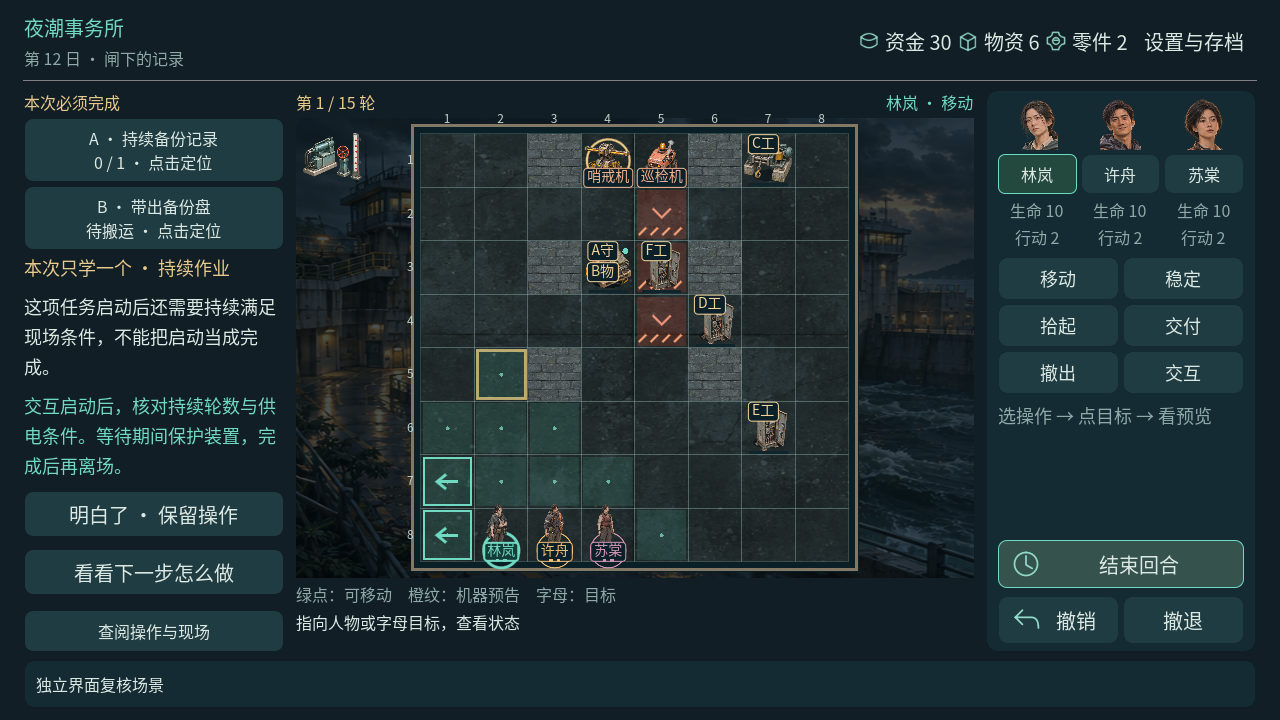 夜潮事务所
第 12 日 · 闸下的记录
资金 30 物资 6 零件 2 设置与存档
本次必须完成
A · 持续备份记录
0 / 1 · 点击定位
B · 带出备份盘
待搬运 · 点击定位
本次只学一个 · 持续作业
这项任务启动后还需要持续满足
现场条件，不能把启动当成完
成。
交互启动后，核对持续轮数与供
电条件。等待期间保护装置，完
成后再离场。
明白了 · 保留操作
看看下一步怎么做
查阅操作与现场
第 1 / 15 轮
林岚 · 移动
1 2 3 4 5 6 7 8
1
哨戒机
巡检机
C工
2
3
A守
B物
F工
4
D工
5
6
E工
7
8
林岚
许舟
苏棠
绿点：可移动 橙纹：机器预告 字母：目标
指向人物或字母目标，查看状态
林岚 许舟 苏棠
生命 10 生命 10 生命 10
行动 2 行动 2 行动 2
移动 稳定
拾起 交付
撤出 交互
选操作 → 点目标 → 看预览
结束回合
撤销 撤退
独立界面复核场景